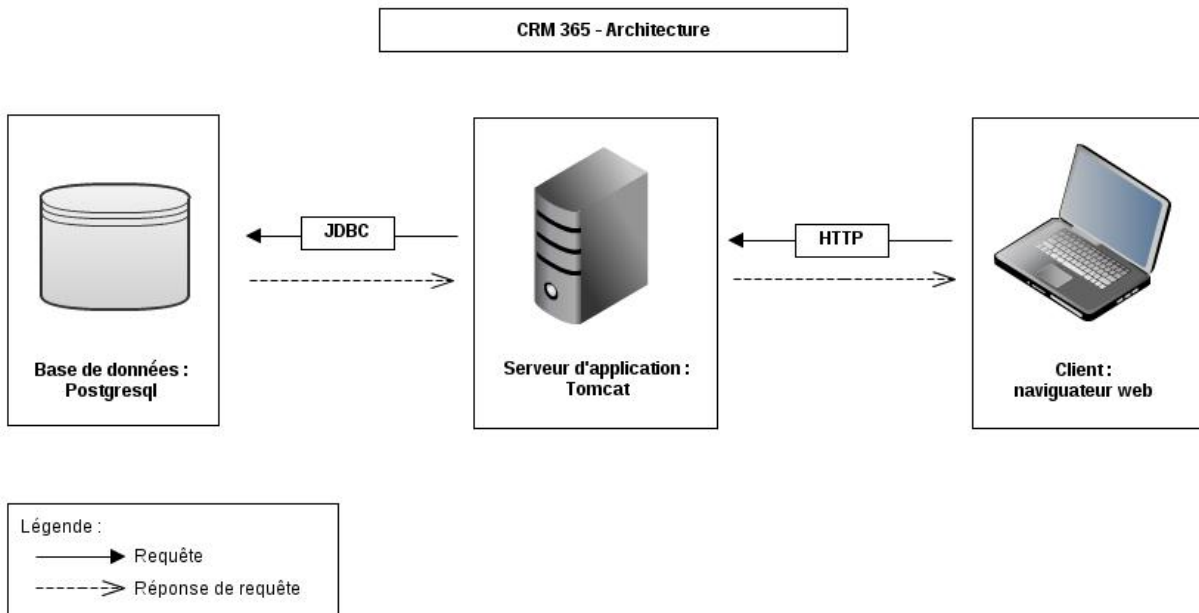 CRM 365 - Architecture
JDBC
HTTP
Base de données :
Postgresql
Serveur d'application :
Tomcat
Client :
naviguateur web
Légende :
Requête
Réponse de requête